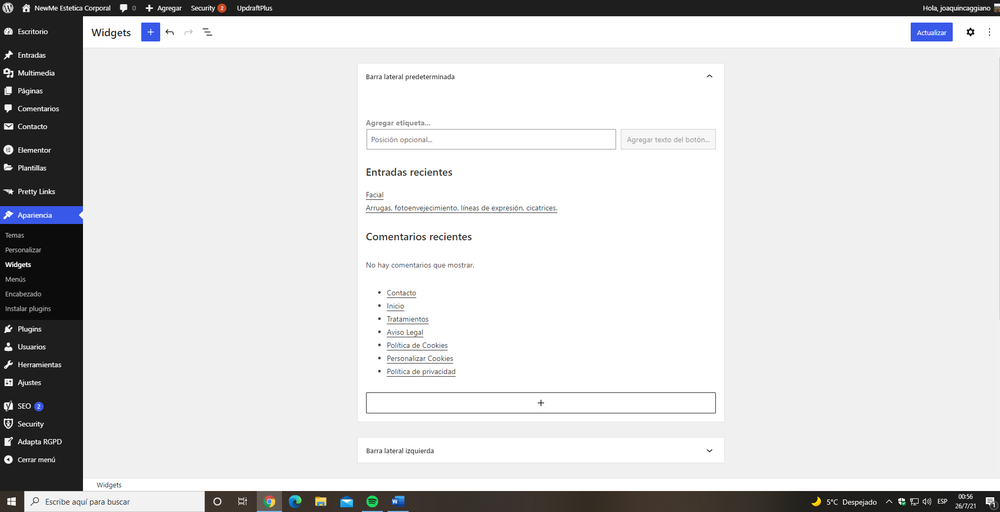 NewMe Estetica Corporal 0 Agregar Security 2 UpdraftPlus Hola, joaquincaggiano
Escritorio
Entradas
Multimedia
Páginas
Comentarios
Contacto
Elementor
Plantillas
Pretty Links
Apariencia
Temas
Personalizar
Widgets
Menús
Encabezado
Instalar plugins
Plugins
Usuarios
Herramientas
Ajustes
SEO 2
Security
Adapta RGPD
Cerrar menú
Widgets
Actualizar
Barra lateral predeterminada
Agregar etiqueta...
Posición opcional...
Agregar texto del botón...
Entradas recientes
Facial
Arrugas, fotoenvejecimiento, líneas de expresión, cicatrices.
Comentarios recientes
No hay comentarios que mostrar.
Contacto
Inicio
Tratamientos
Aviso Legal
Política de Cookies
Personalizar Cookies
Política de privacidad
Barra lateral izquierda
Widgets
Escribe aquí para buscar
5°C Despejado
ESP
00:56
26/7/21
1